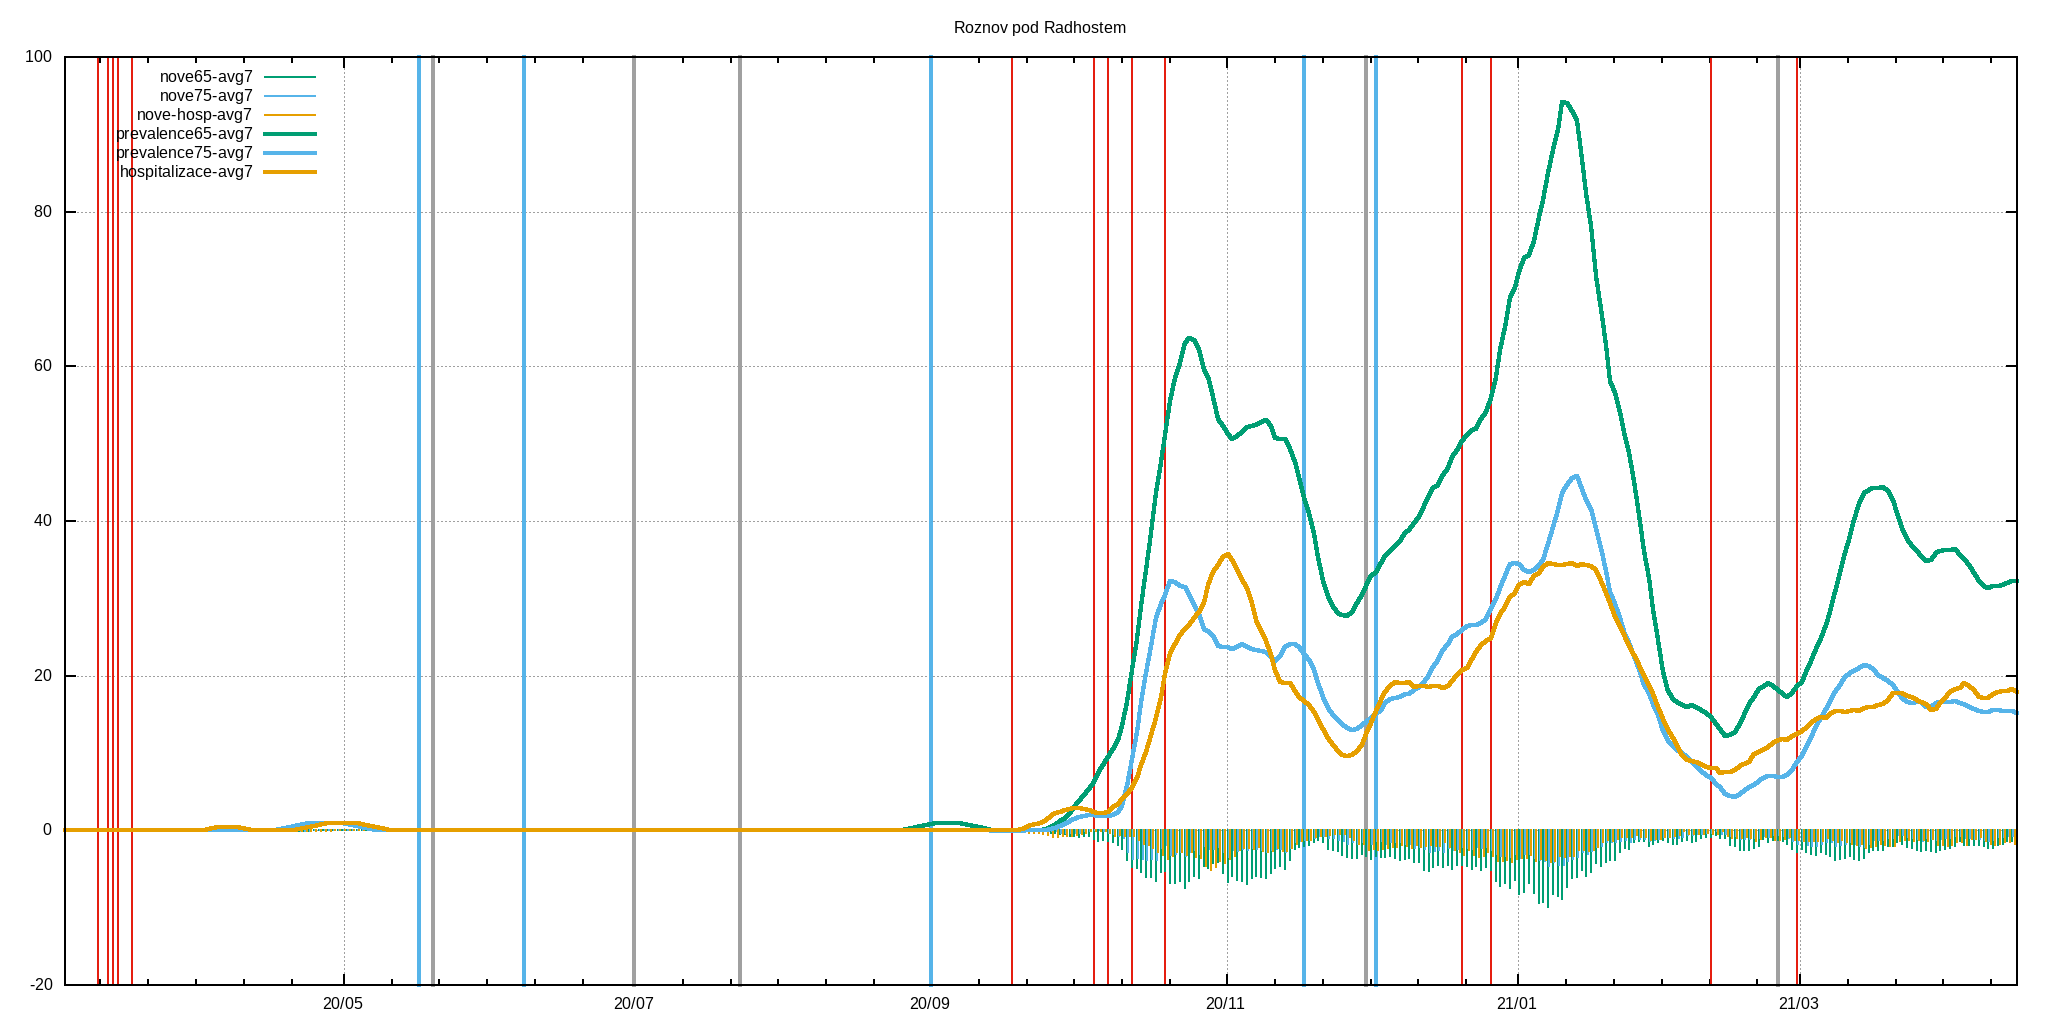 Roznov pod Radhostem
100
80
60
40
20
0
-20
nove65-avg7
nove75-avg7
nove-hosp-avg7
prevalence65-avg7
prevalence75-avg7
hospitalizace-avg7
20/05 20/07 20/09 20/11 21/01 21/03